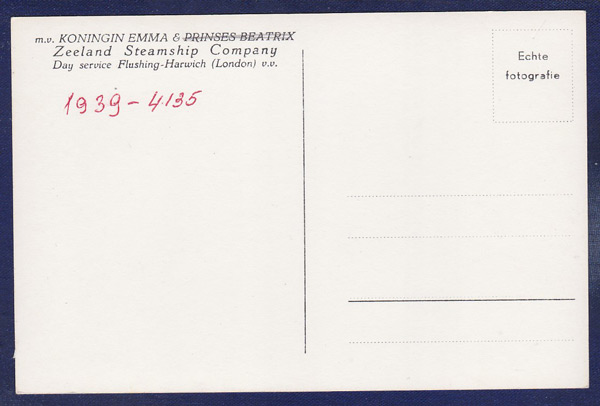 m.v. KONINGIN EMMA & PRINSES BEATRIX
Zeeland Steamship Company
Day service Flushing-Harwich (London) v.v.
1939-4135
Echte
fotografie